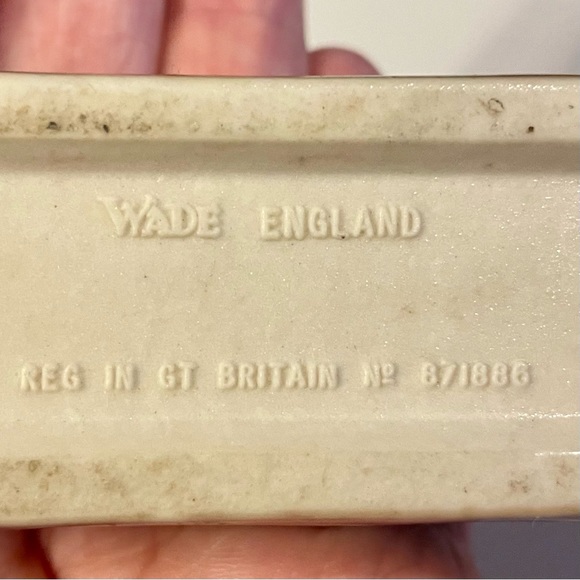 WADE ENGLAND
REG IN GT BRITAIN Nº 871886